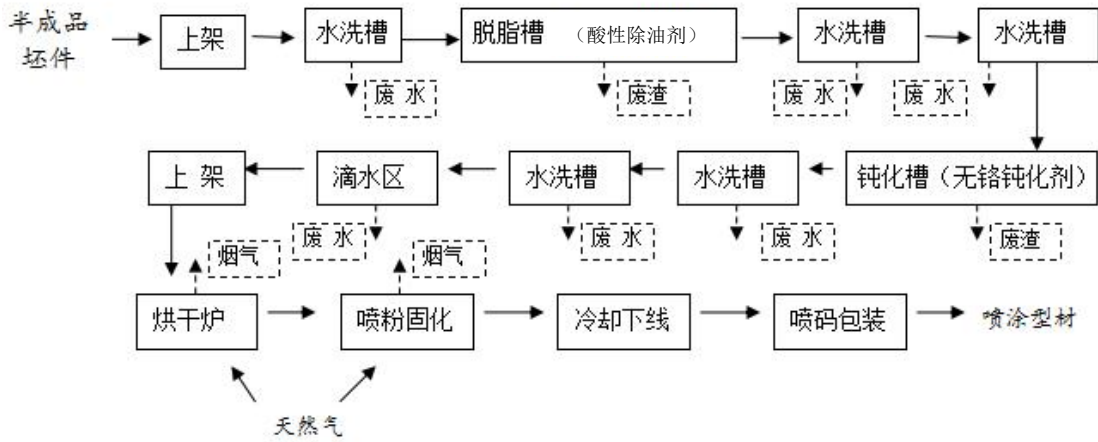 半成品
坯件
上架
水洗槽
脱脂槽 （酸性除油剂）
水洗槽
水洗槽
废 水
废渣
废 水
废 水
上 架
滴水区
水洗槽
水洗槽
钝化槽（无铬钝化剂）
烟气
废 水
烟气
废 水
废 水
废渣
烘干炉
喷粉固化
冷却下线
喷码包装
喷涂型材
天然气